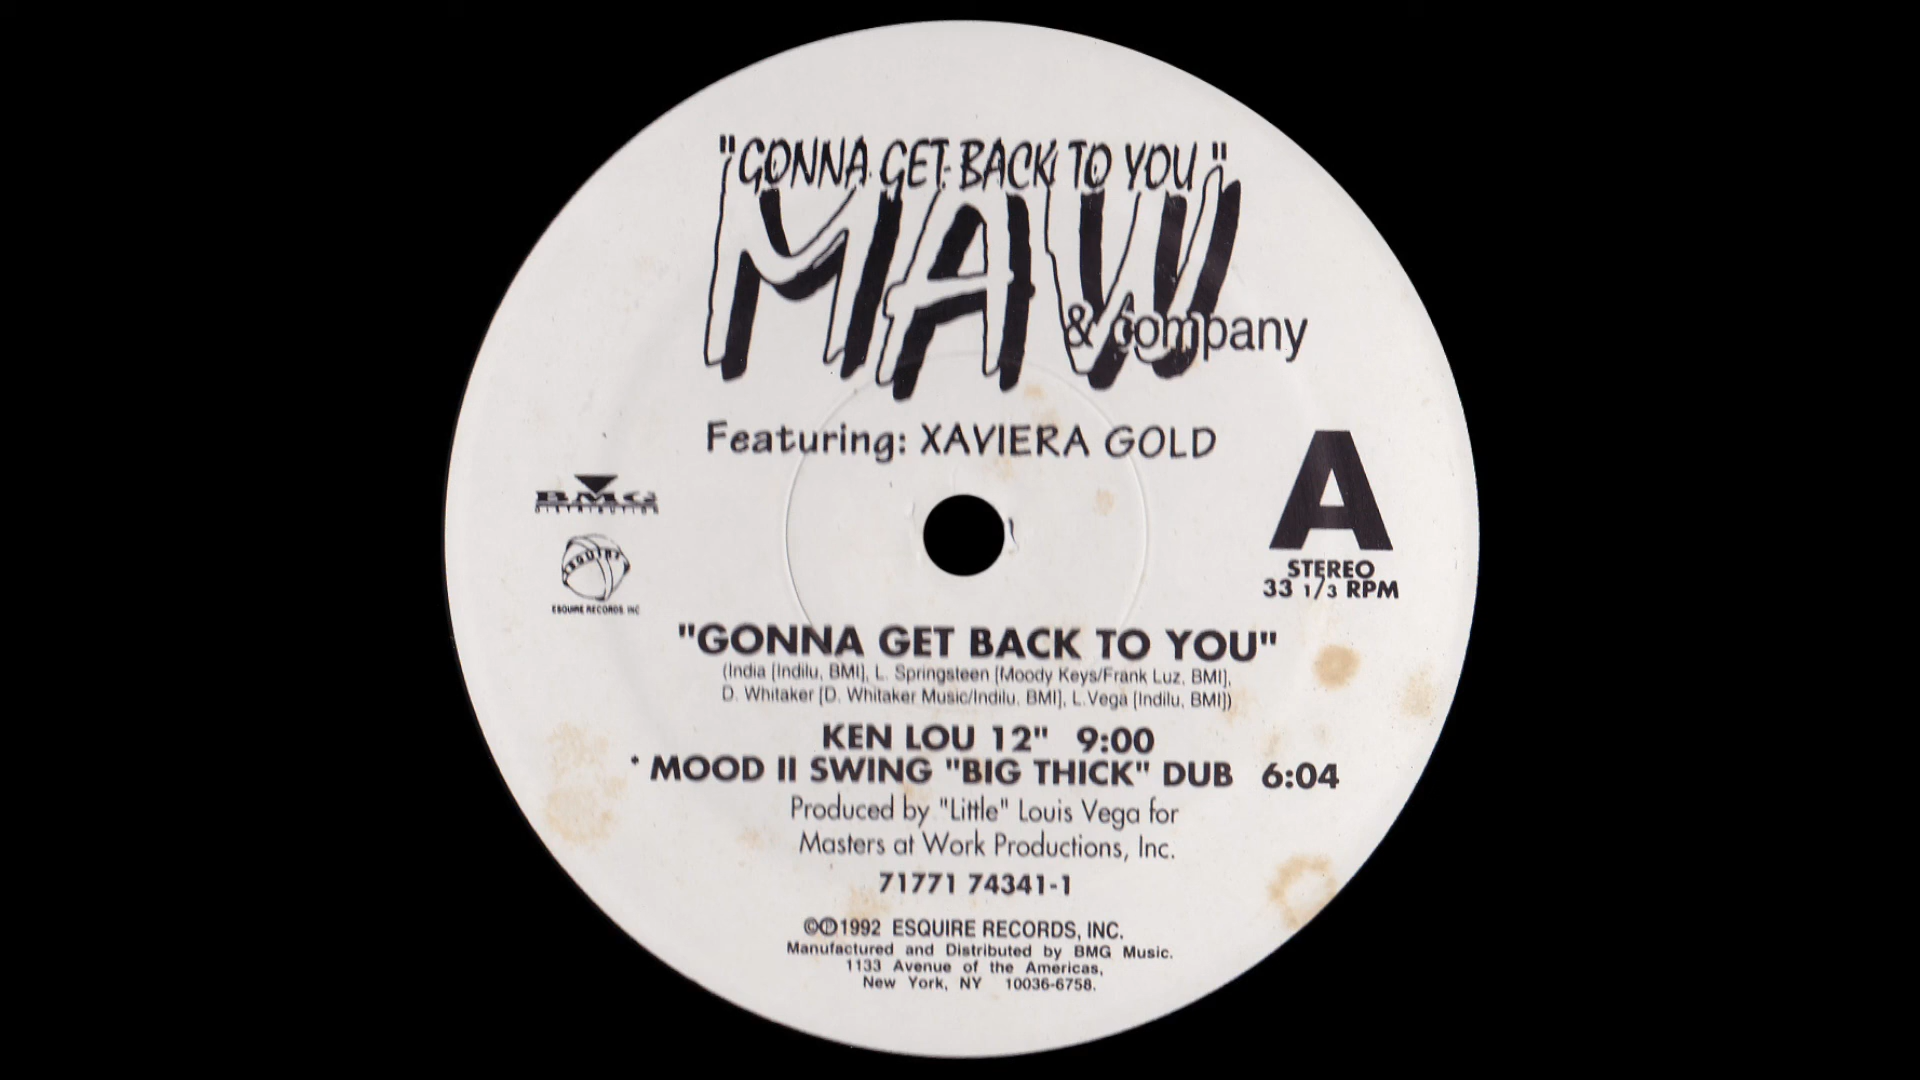 "GONNA GET BACK TO YOU"
MAW
& company
Featuring: XAVIERA GOLD
BMG
DISTRIBUTION
ESQUIRE
ESQUIRE RECORDS, INC
A
STEREO
33 1/3 RPM
"GONNA GET BACK TO YOU"
(India [Indilu, BMI], L. Springsteen [Moody Keys/Frank Luz, BMI],
D. Whitaker [D. Whitaker Music/Indilu, BMI], L.Vega [Indilu, BMI])
KEN LOU 12" 9:00
* MOOD II SWING "BIG THICK" DUB 6:04
Produced by "Little" Louis Vega for
Masters at Work Productions, Inc.
71771 74341-1
©℗1992 ESQUIRE RECORDS, INC.
Manufactured and Distributed by BMG Music.
1133 Avenue of the Americas,
New York, NY 10036-6758.